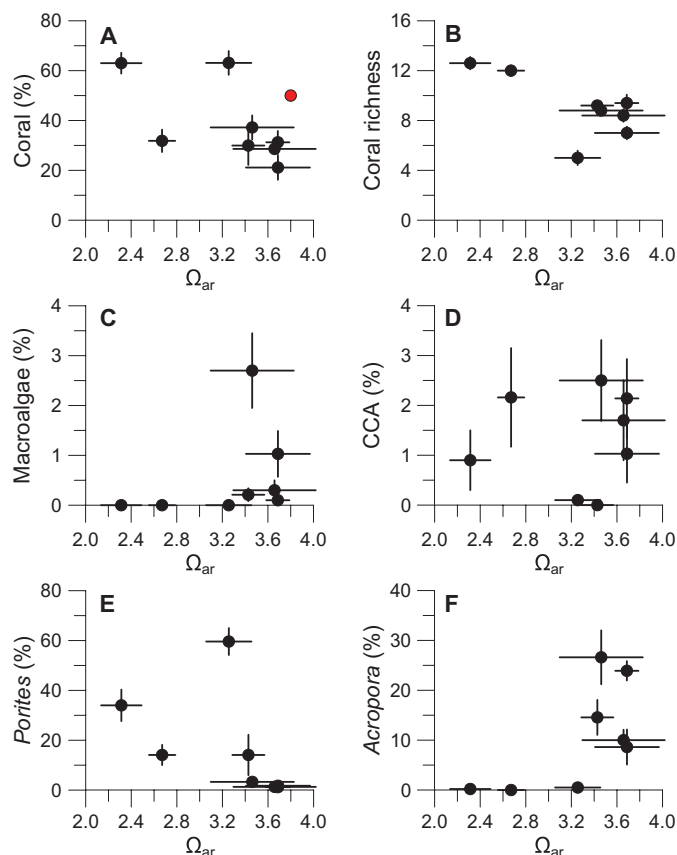 A
Coral (%)
80
60
40
20
0
2.0 2.4 2.8 3.2 3.6 4.0
Ωar
B
Coral richness
16
12
8
4
0
2.0 2.4 2.8 3.2 3.6 4.0
Ωar
C
Macroalgae (%)
4
3
2
1
0
2.0 2.4 2.8 3.2 3.6 4.0
Ωar
D
CCA (%)
4
3
2
1
0
2.0 2.4 2.8 3.2 3.6 4.0
Ωar
E
Porites (%)
80
60
40
20
0
2.0 2.4 2.8 3.2 3.6 4.0
Ωar
F
Acropora (%)
40
30
20
10
0
2.0 2.4 2.8 3.2 3.6 4.0
Ωar